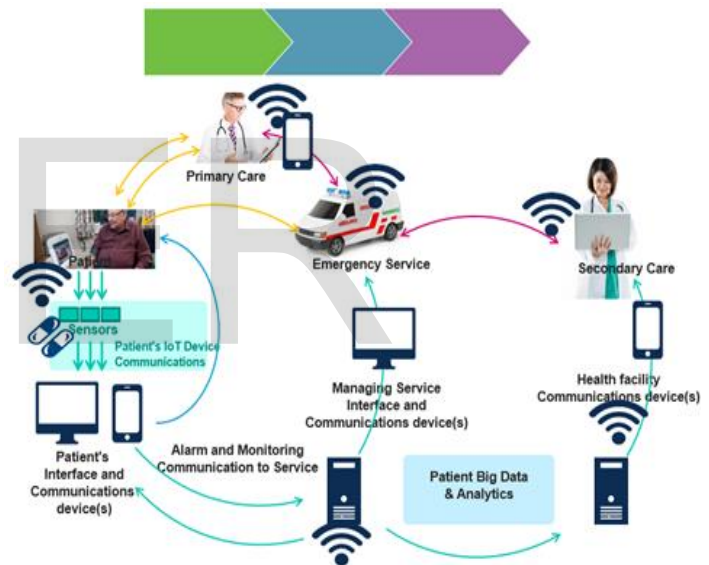 Primary Care
Patient
Emergency Service
Secondary Care
Sensors
Patient's IoT Device
Communications
Managing Service
Interface and
Communications device(s)
Health facility
Communications device(s)
Patient's
Interface and
Communications
device(s)
Alarm and Monitoring
Communication to Service
Patient Big Data
& Analytics